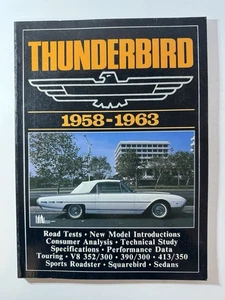 THUNDERBIRD
1958-1963
Road Tests • New Model Introductions
Consumer Analysis • Technical Study
Specifications • Performance Data
Touring • V8 352/300 • 390/300 • 413/350
Sports Roadster • Squarebird • Sedans